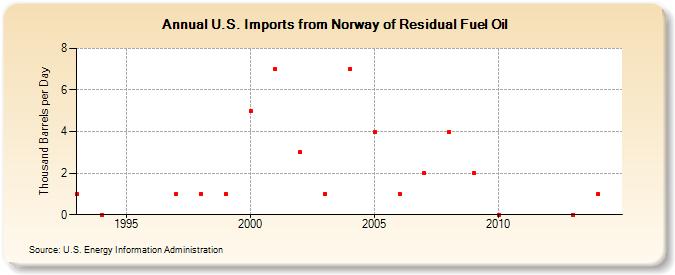 Annual U.S. Imports from Norway of Residual Fuel Oil
Thousand Barrels per Day
8
6
4
2
0
1995 2000 2005 2010
Source: U.S. Energy Information Administration